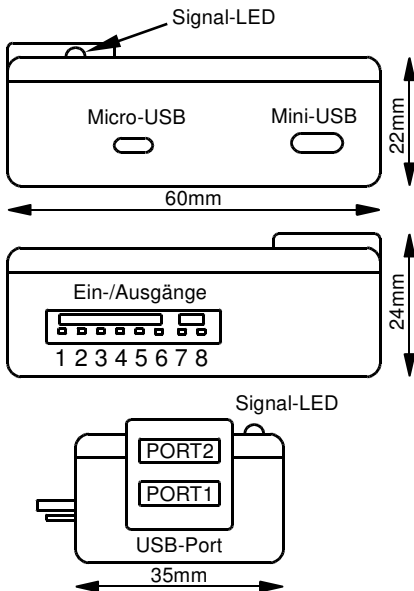 Signal-LED
Micro-USB
Mini-USB
22mm
60mm
Ein-/Ausgänge
1 2 3 4 5 6 7 8
24mm
Signal-LED
PORT2
PORT1
USB-Port
35mm